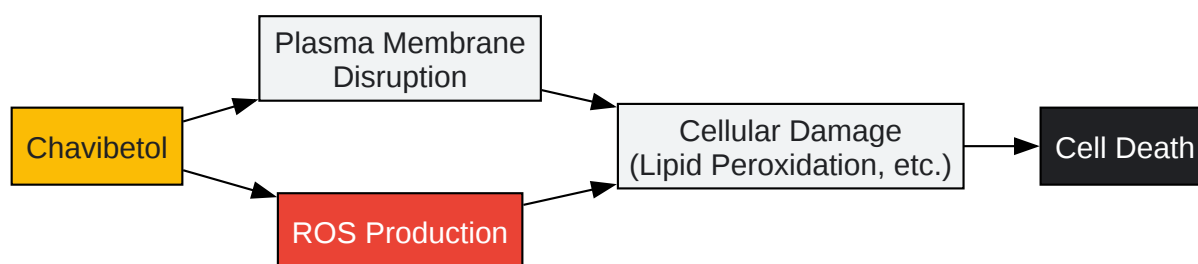 Chavibetol
Plasma Membrane
Disruption
ROS Production
Cellular Damage
(Lipid Peroxidation, etc.)
Cell Death